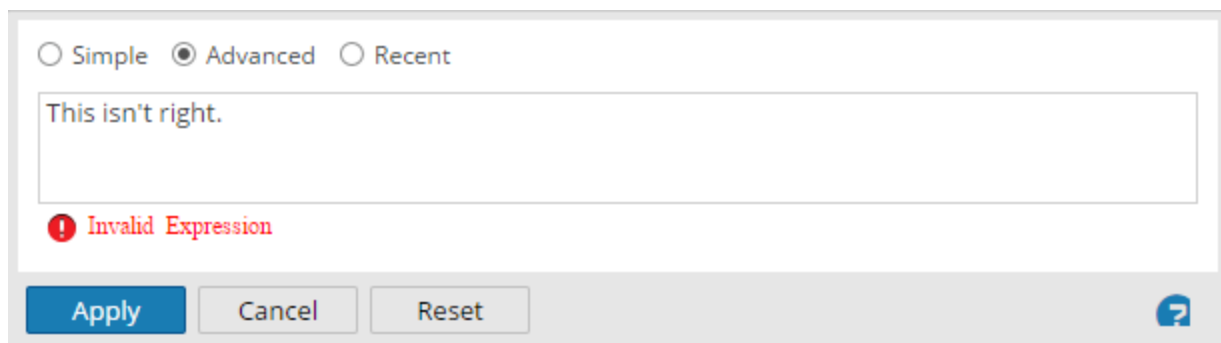 Simple Advanced Recent
This isn't right.
! Invalid Expression
Apply Cancel Reset ?